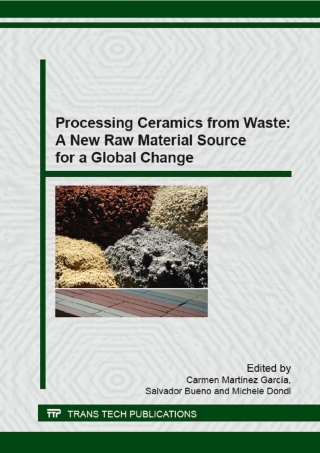 Processing Ceramics from Waste:
A New Raw Material Source
for a Global Change
Edited by
Carmen Martínez García,
Salvador Bueno and Michele Dondi
TTP TRANS TECH PUBLICATIONS